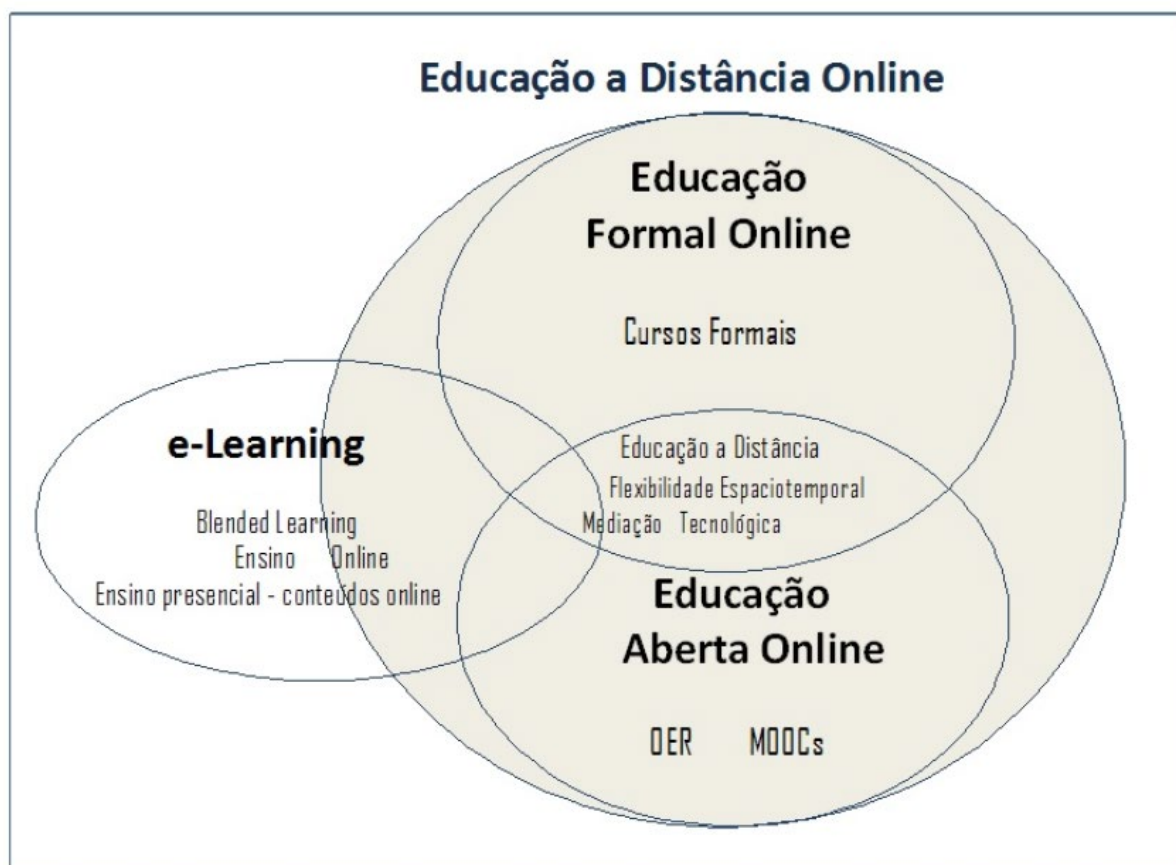 Educação a Distância Online
Educação
Formal Online
Cursos Formais
e-Learning
Blended Learning
Ensino Online
Ensino presencial - conteúdos online
Educação a Distância
Flexibilidade Espaciotemporal
Mediação Tecnológica
Educação
Aberta Online
OER MOOCs